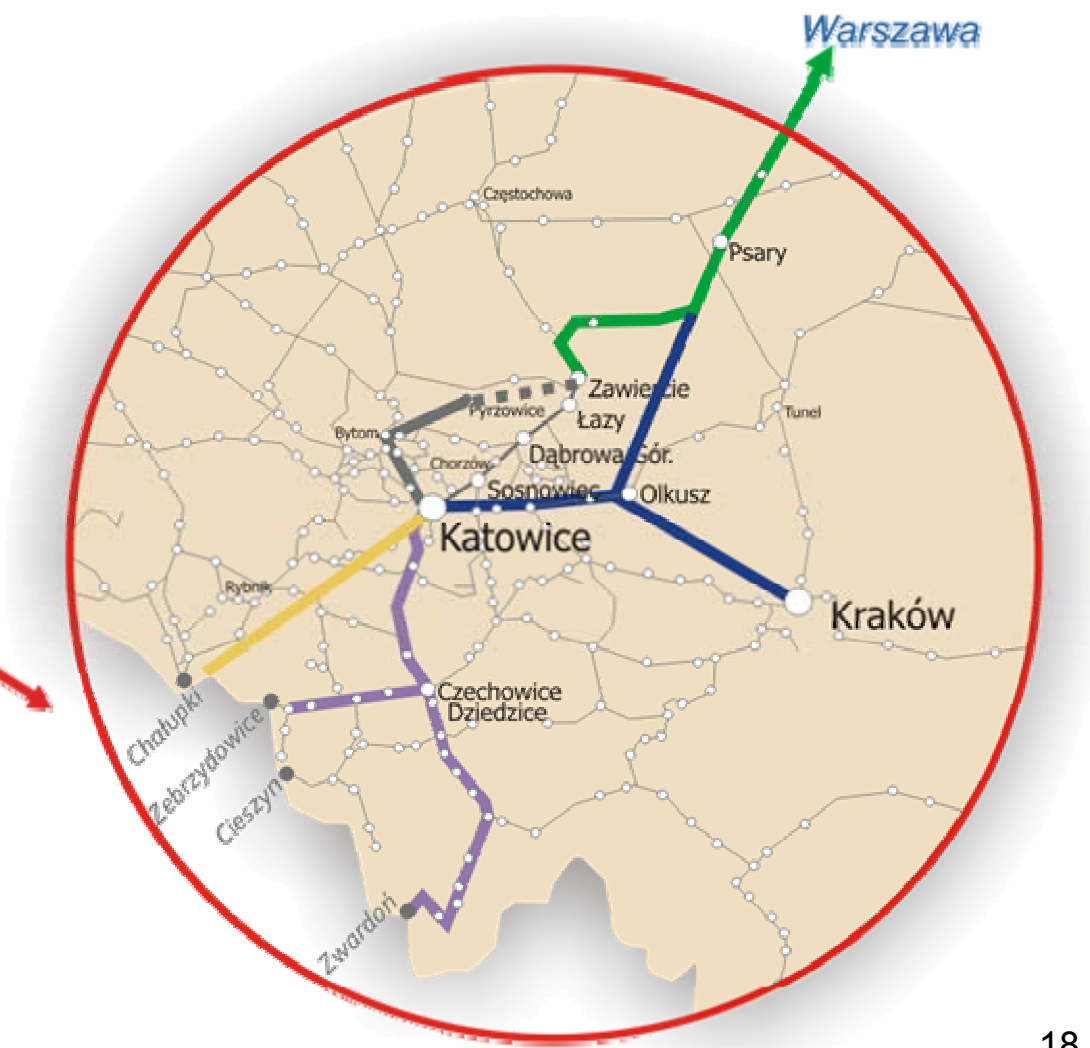 Warszawa
Częstochowa
Psary
Zawiercie
Pyrzowice
Łazy
Tunel
Bytom
Dąbrowa Gór.
Chorzów
Sosnowiec
Olkusz
Katowice
Rybnik
Kraków
Czechowice
Dziedzice
Chałupki
Zebrzydowice
Cieszyn
Zwardoń
18